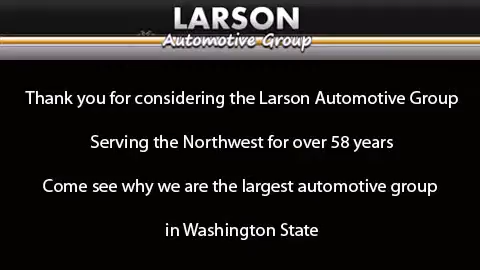 LARSON
Automotive Group
Thank you for considering the Larson Automotive Group
Serving the Northwest for over 58 years
Come see why we are the largest automotive group
in Washington State